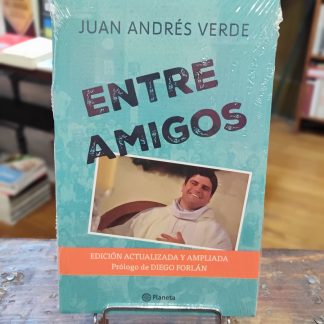 JUAN ANDRÉS VERDE
ENTRE
AMIGOS
EDICIÓN ACTUALIZADA Y AMPLIADA
Prólogo de DIEGO FORLÁN
Planeta